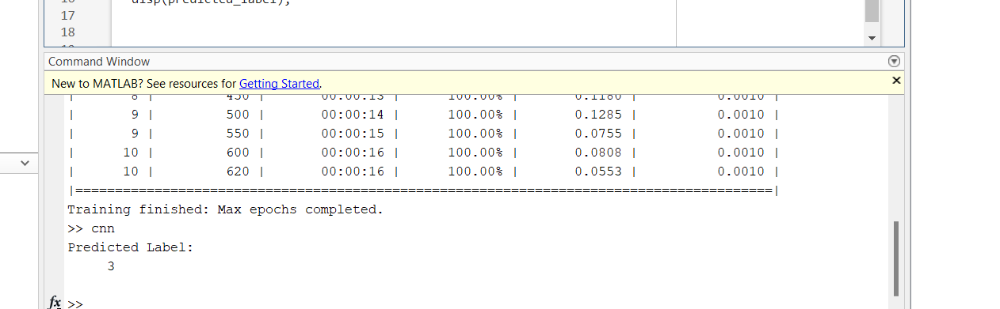 disp(predicted_label);
17
18
Command Window
New to MATLAB? See resources for Getting Started.
| 8 | 450 | 00:00:13 | 100.00% | 0.1180 | 0.0010 |
| 9 | 500 | 00:00:14 | 100.00% | 0.1285 | 0.0010 |
| 9 | 550 | 00:00:15 | 100.00% | 0.0755 | 0.0010 |
| 10 | 600 | 00:00:16 | 100.00% | 0.0808 | 0.0010 |
| 10 | 620 | 00:00:16 | 100.00% | 0.0553 | 0.0010 |
|========================================================================================|
Training finished: Max epochs completed.
>> cnn
Predicted Label:
3
fx >>